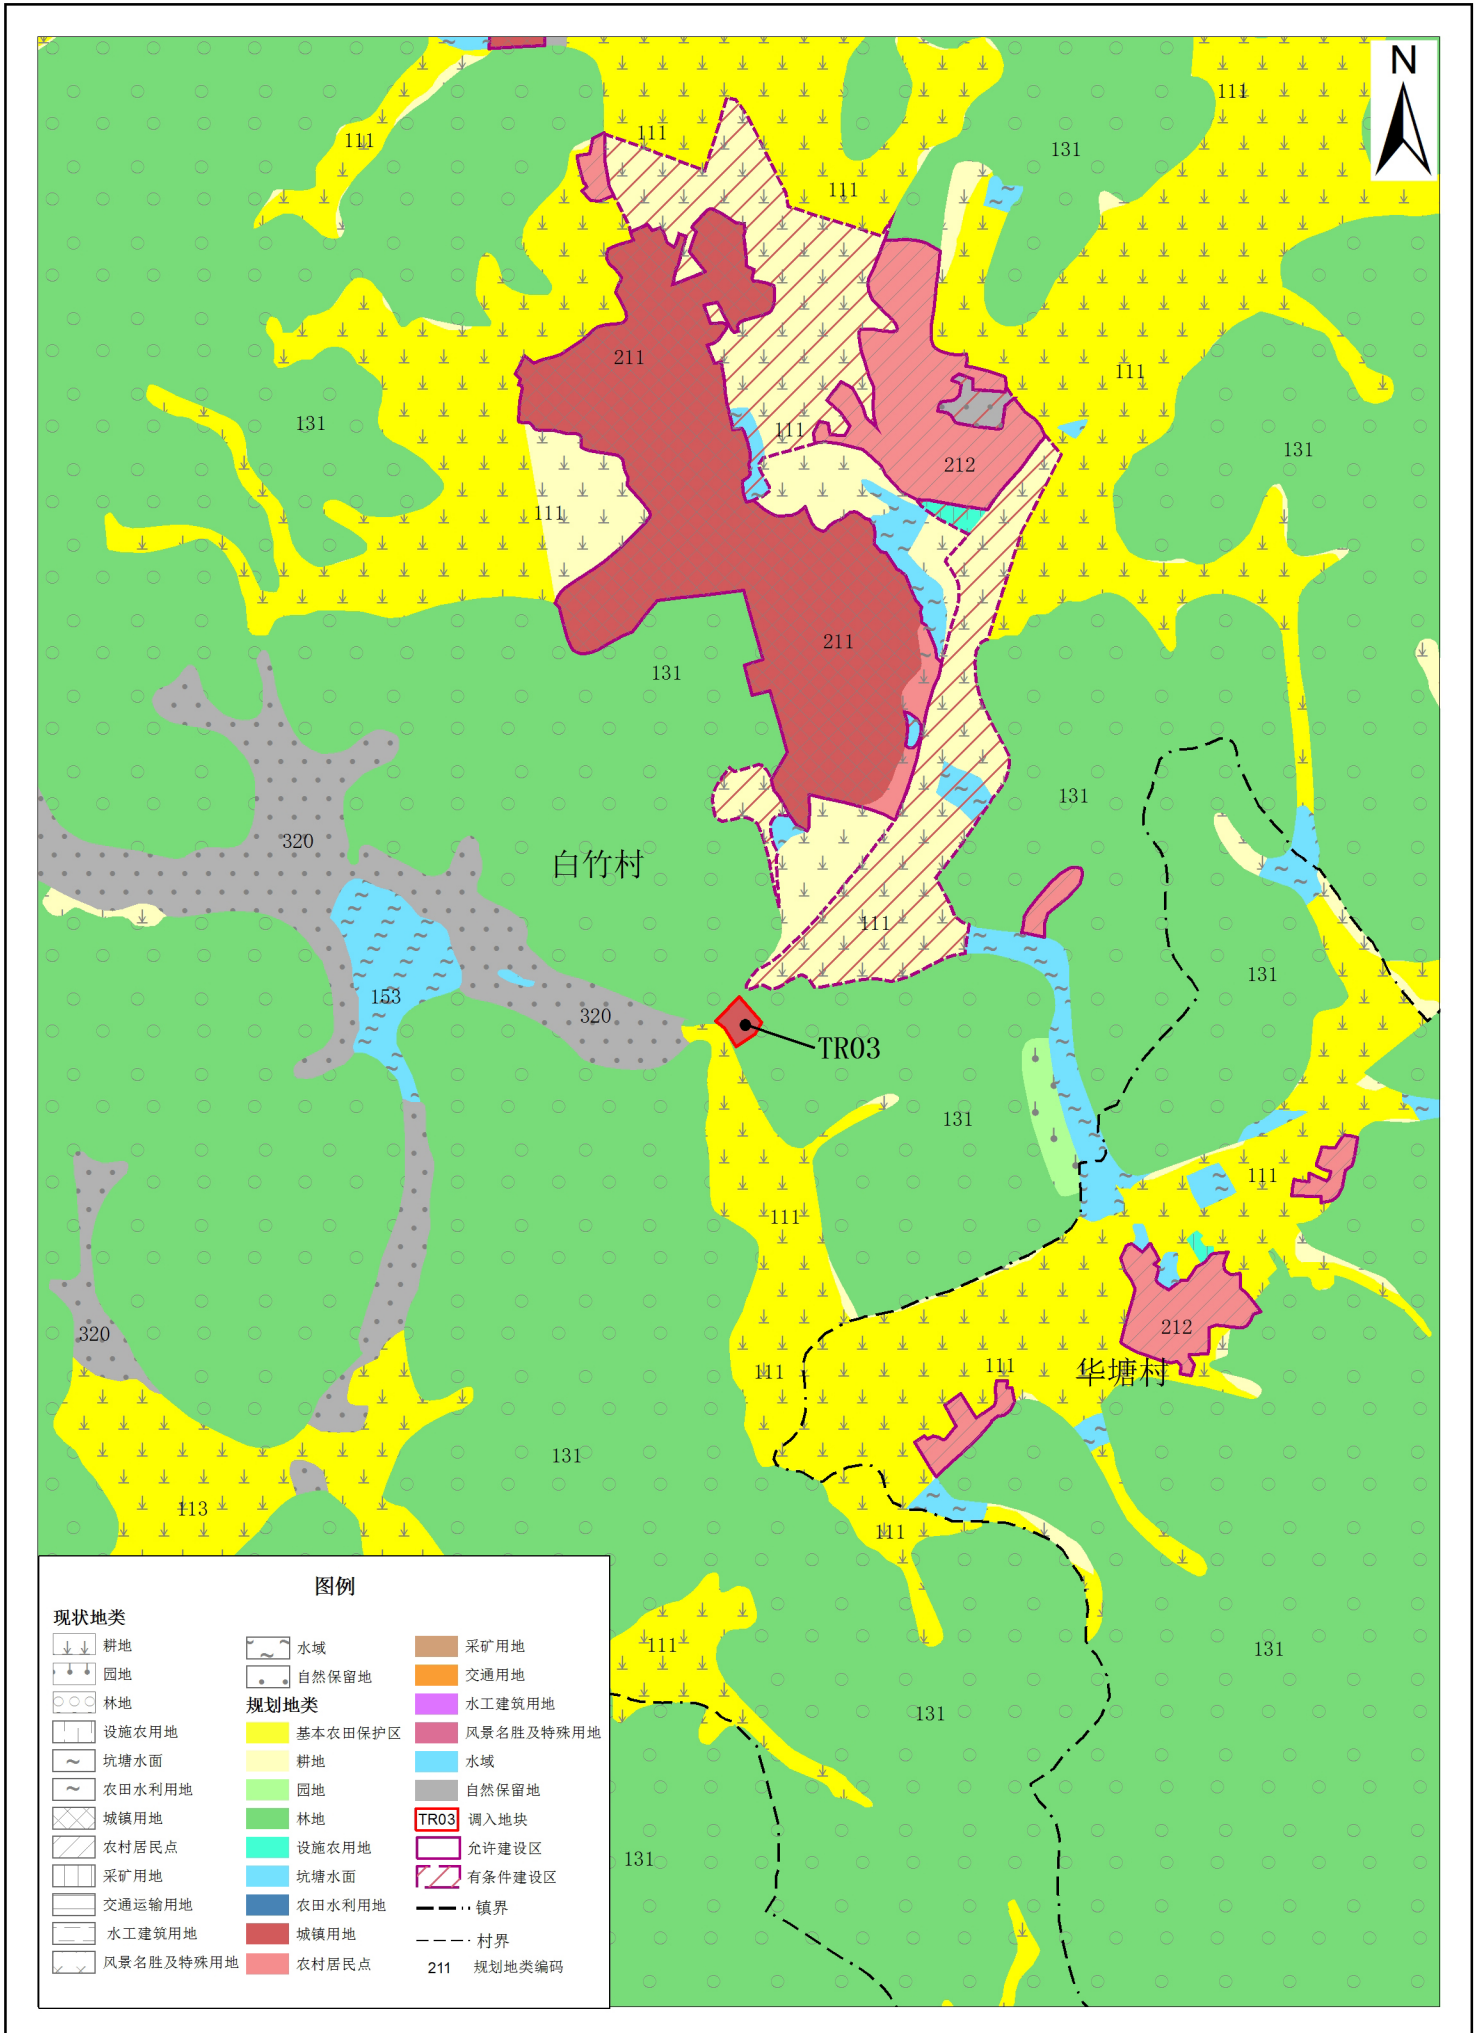 N
111
111
111
131
111
211
111
131
111
131
212
111
211
131
131
320
白竹村
111
131
153
320
TR03
131
111
111
212
320
111
111
华塘村
131
113
111
111
131
131
131
图例
现状地类
耕地
园地
林地
设施农用地
坑塘水面
农田水利用地
城镇用地
农村居民点
采矿用地
交通运输用地
水工建筑用地
风景名胜及特殊用地
水域
自然保留地
规划地类
基本农田保护区
耕地
园地
林地
设施农用地
坑塘水面
农田水利用地
城镇用地
农村居民点
采矿用地
交通用地
水工建筑用地
风景名胜及特殊用地
水域
自然保留地
TR03 调入地块
允许建设区
有条件建设区
镇界
村界
211 规划地类编码